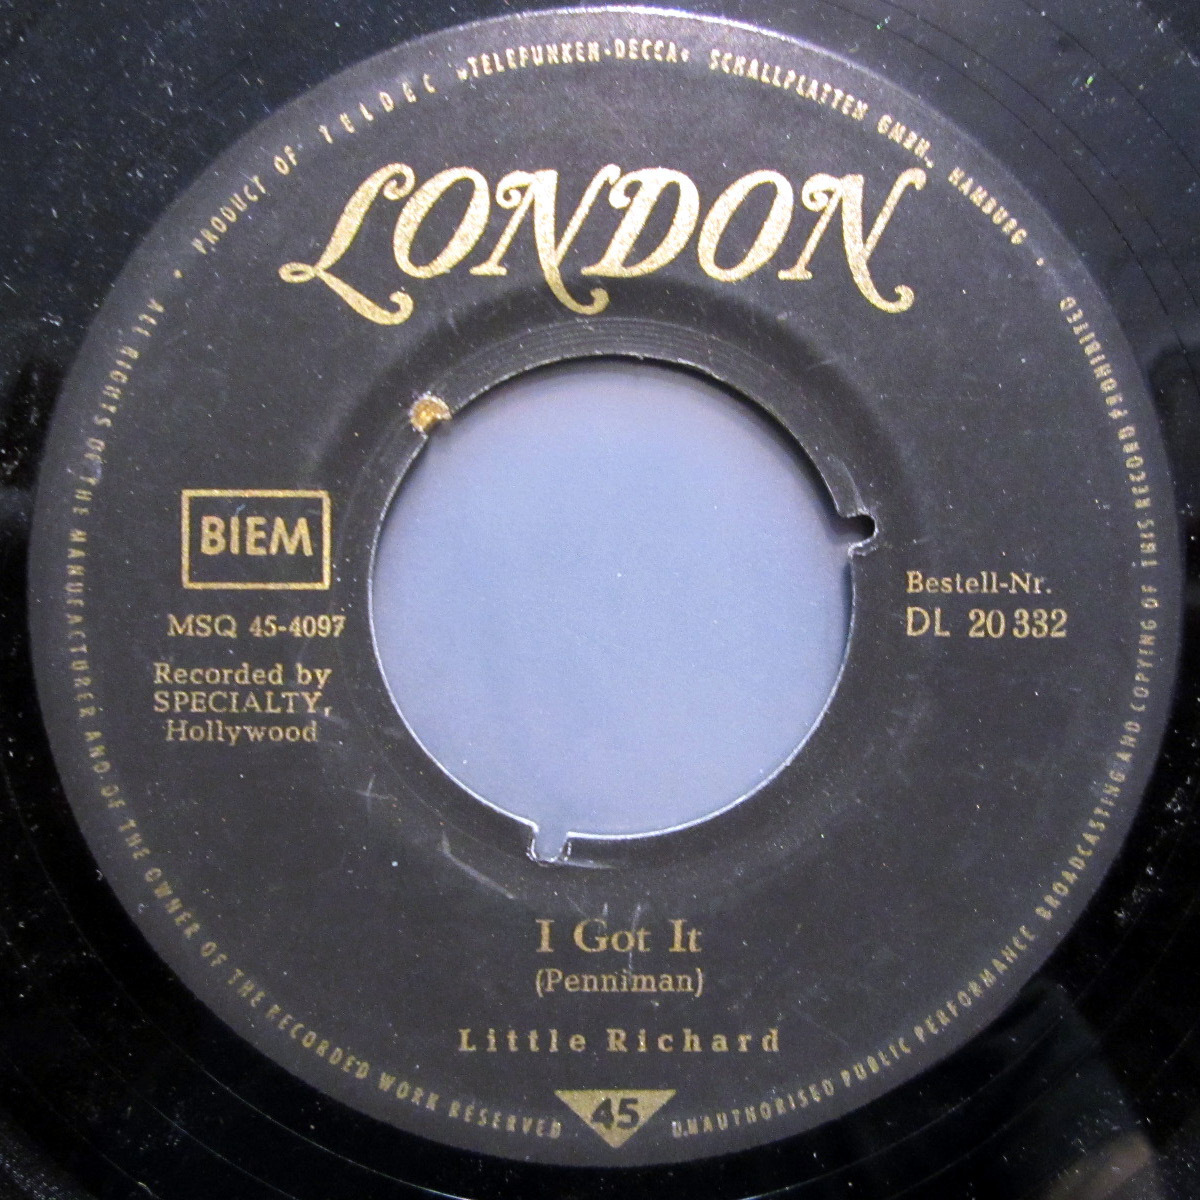 PRODUCT OF TELDEC »TELEFUNKEN-DECCA« SCHALLPLATTEN GMBH., HAMBURG
LONDON
BIEM
MSQ 45-4097
Recorded by
SPECIALTY,
Hollywood
Bestell-Nr.
DL 20 332
I Got It
(Penniman)
Little Richard
45
ALL RIGHTS OF THE MANUFACTURER AND OF THE OWNER OF THE RECORDED WORK RESERVED
UNAUTHORISED PUBLIC PERFORMANCE BROADCASTING AND COPYING OF THIS RECORD PROHIBITED